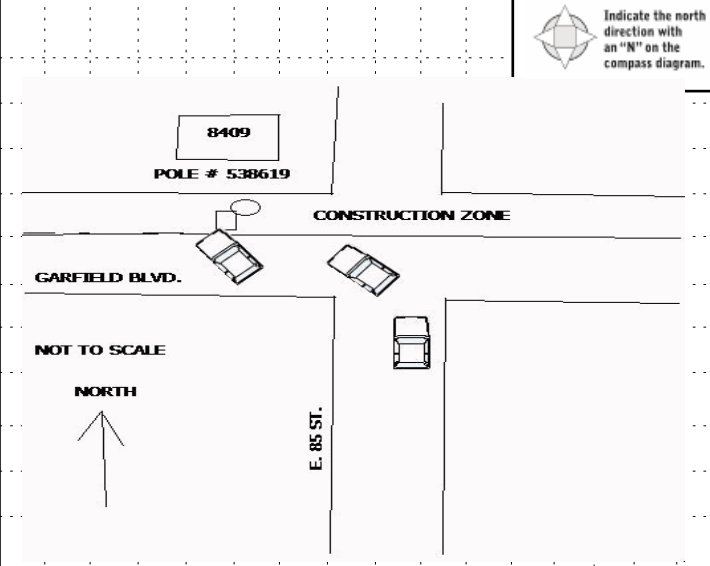 Indicate the north
direction with
an "N" on the
compass diagram.
8409
POLE # 538619
CONSTRUCTION ZONE
GARFIELD BLVD.
NOT TO SCALE
NORTH
E. 85 ST.